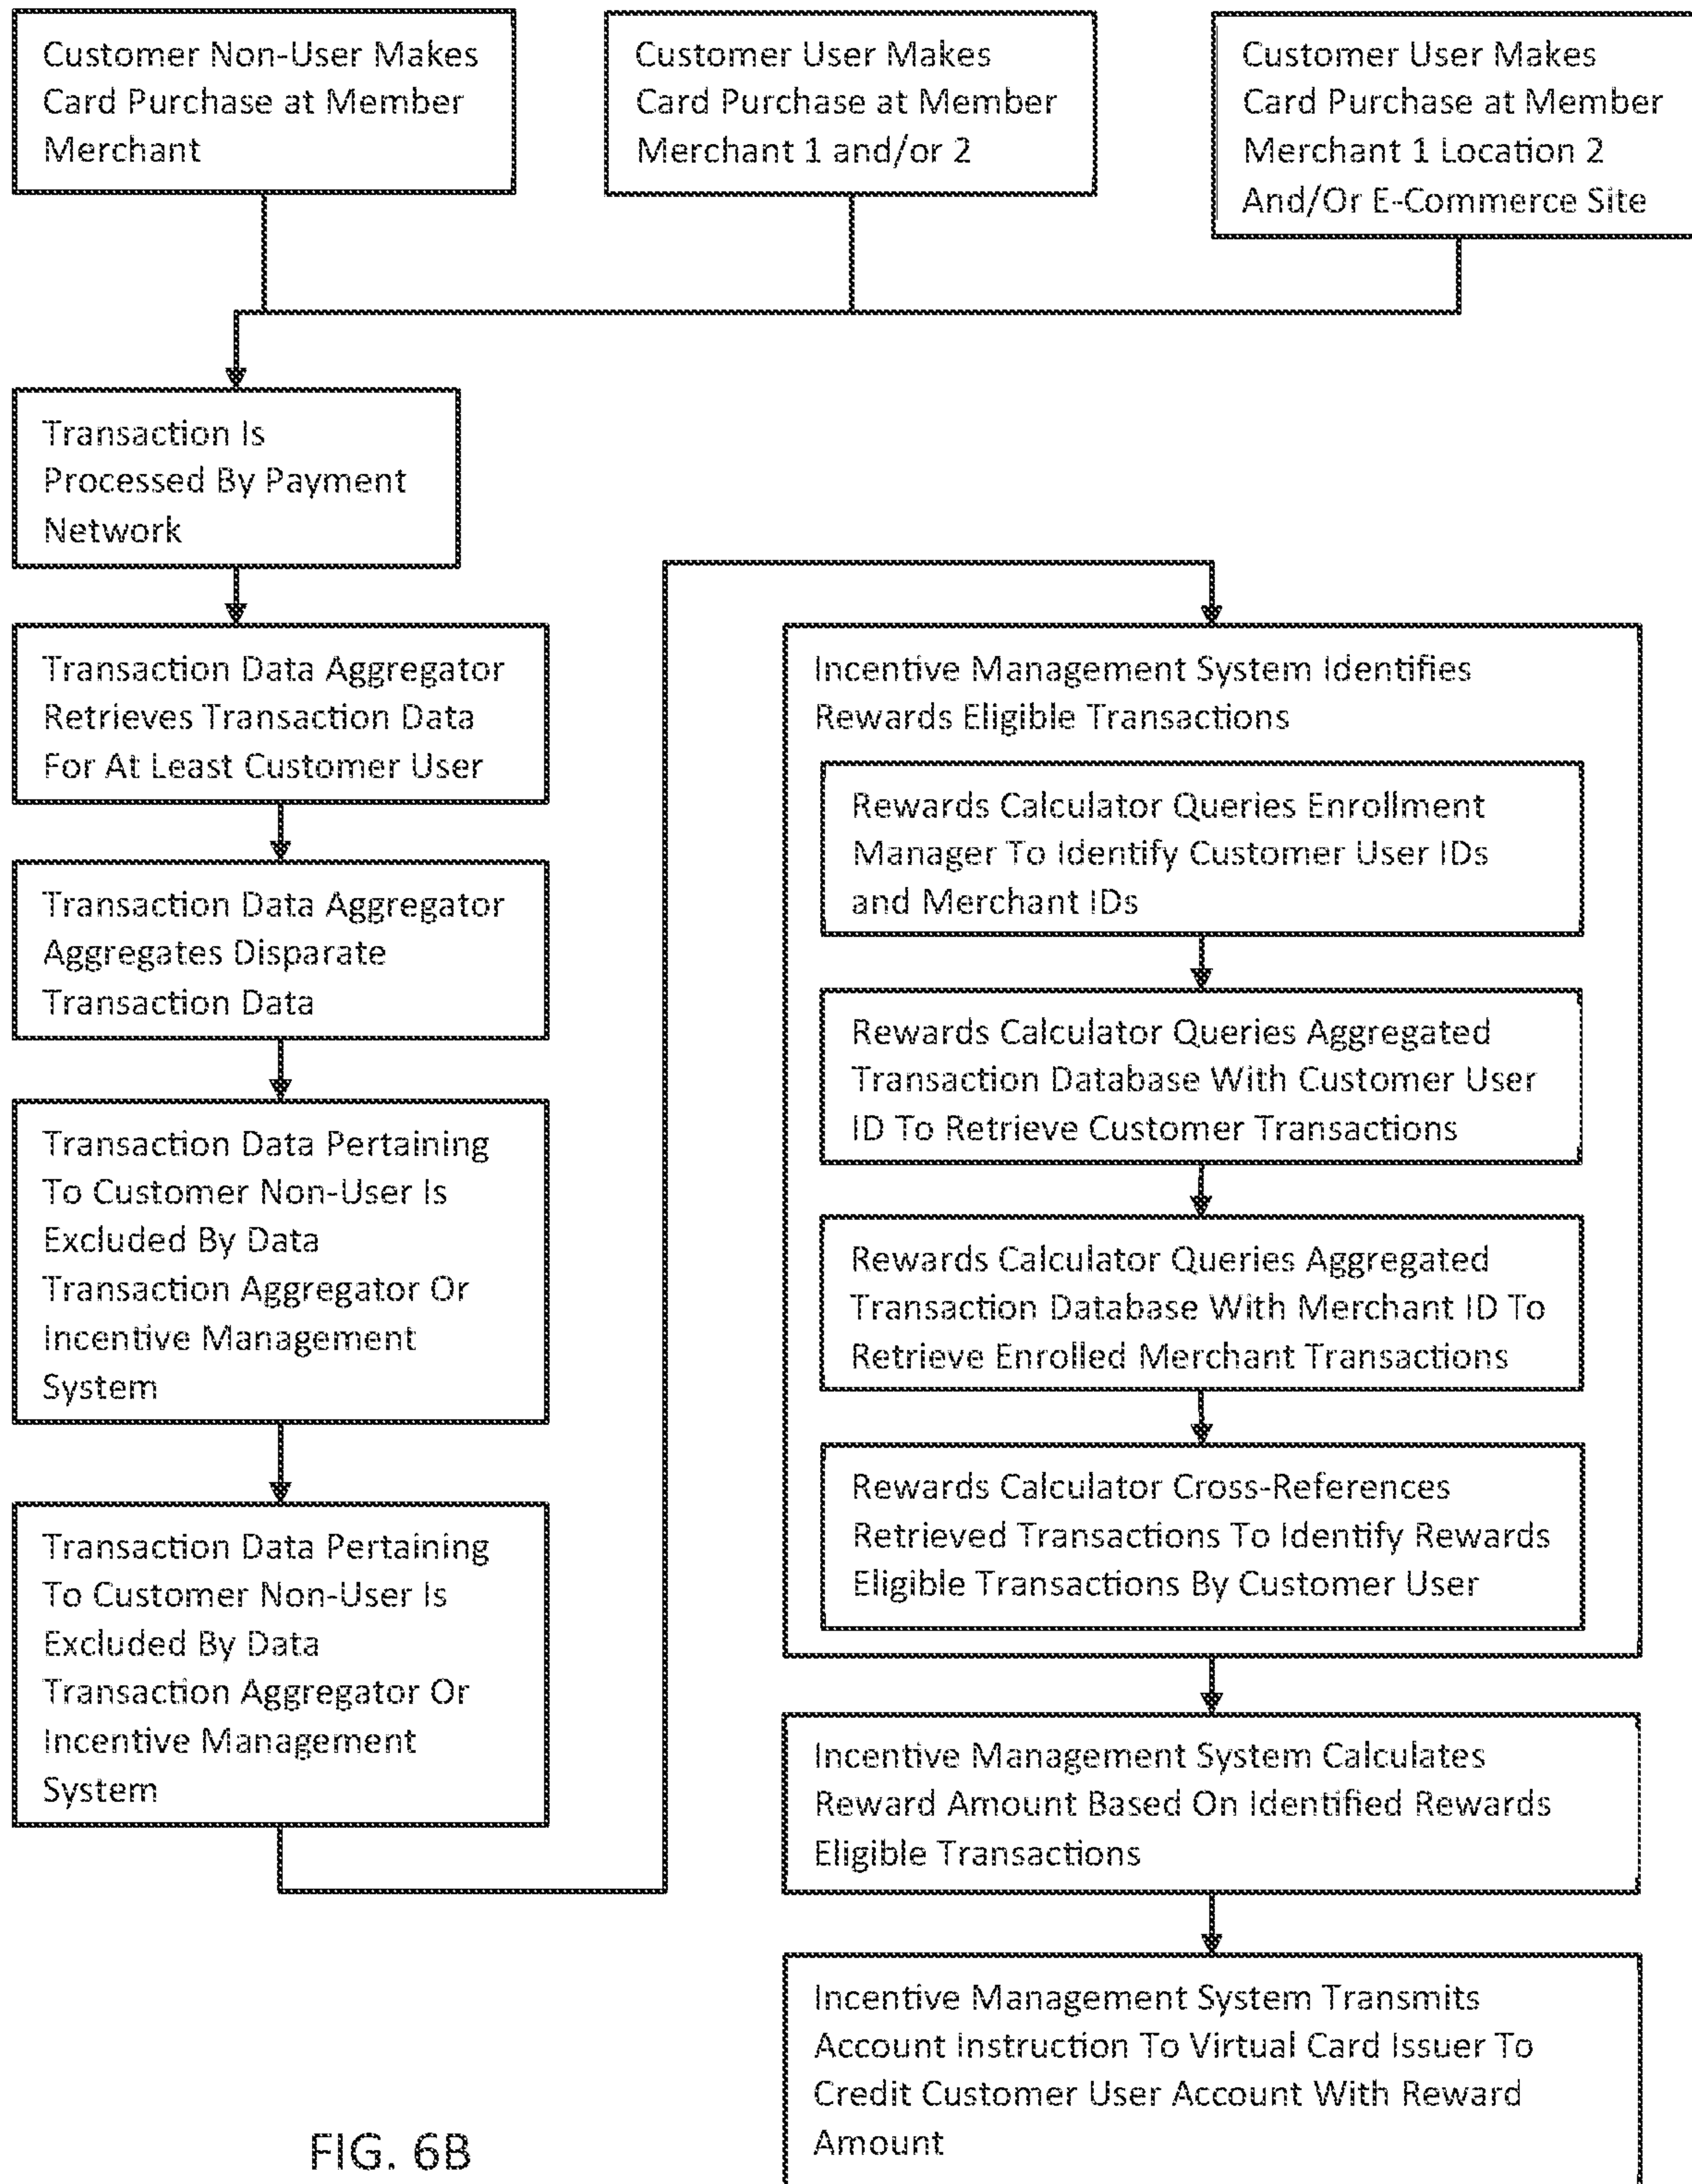 Customer Non-User Makes
Card Purchase at Member
Merchant
Customer User Makes
Card Purchase at Member
Merchant 1 and/or 2
Customer User Makes
Card Purchase at Member
Merchant 1 Location 2
And/Or E-Commerce Site
Transaction Is
Processed By Payment
Network
Transaction Data Aggregator
Retrieves Transaction Data
For At Least Customer User
Transaction Data Aggregator
Aggregates Disparate
Transaction Data
Transaction Data Pertaining
To Customer Non-User Is
Excluded By Data
Transaction Aggregator Or
Incentive Management
System
Transaction Data Pertaining
To Customer Non-User Is
Excluded By Data
Transaction Aggregator Or
Incentive Management
System
Incentive Management System Identifies
Rewards Eligible Transactions
Rewards Calculator Queries Enrollment
Manager To Identify Customer User IDs
and Merchant IDs
Rewards Calculator Queries Aggregated
Transaction Database With Customer User
ID To Retrieve Customer Transactions
Rewards Calculator Queries Aggregated
Transaction Database With Merchant ID To
Retrieve Enrolled Merchant Transactions
Rewards Calculator Cross-References
Retrieved Transactions To Identify Rewards
Eligible Transactions By Customer User
Incentive Management System Calculates
Reward Amount Based On Identified Rewards
Eligible Transactions
Incentive Management System Transmits
Account Instruction To Virtual Card Issuer To
Credit Customer User Account With Reward
Amount
FIG. 6B